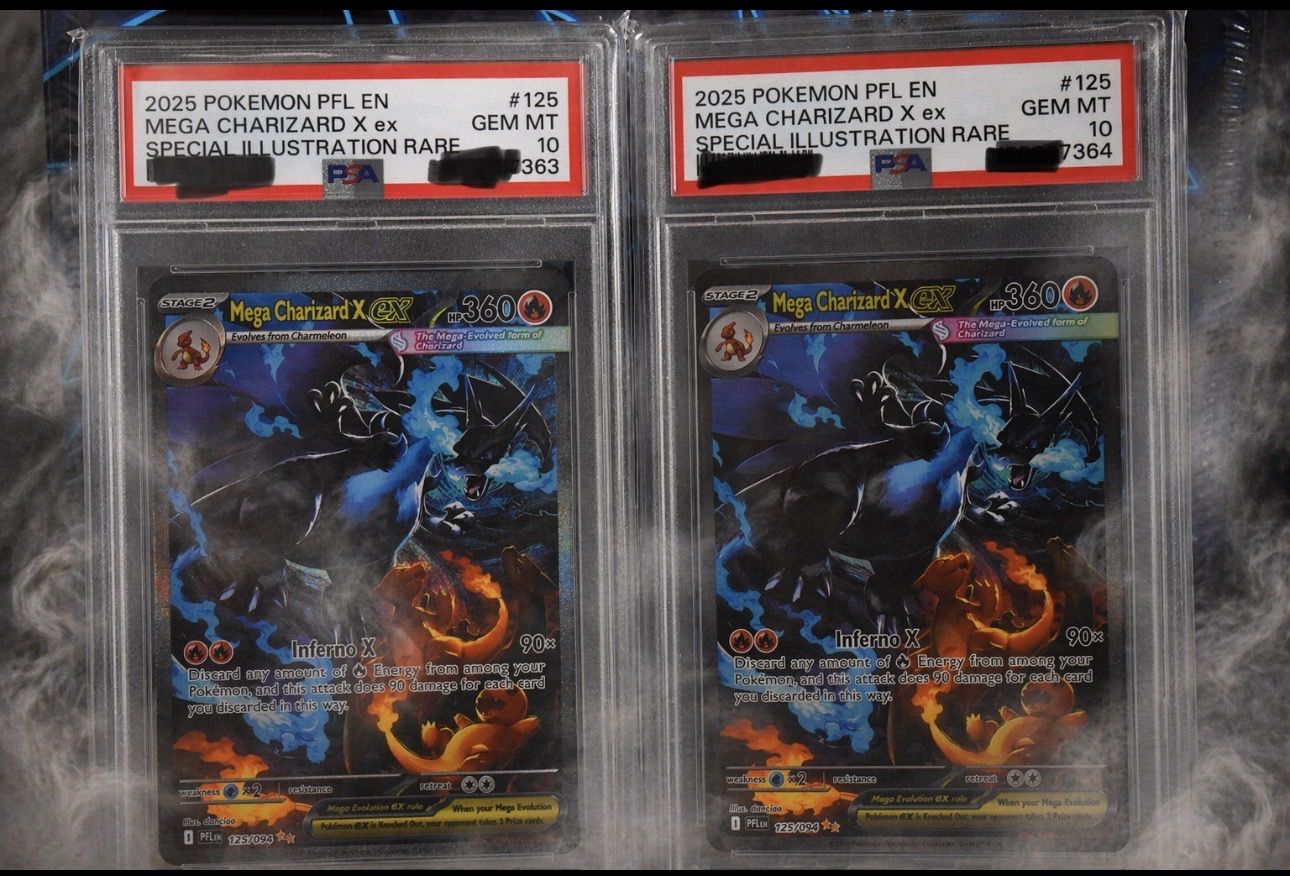 2025 POKEMON PFL EN #125
MEGA CHARIZARD X ex GEM MT
SPECIAL ILLUSTRATION RARE 10
PSA 7363
STAGE 2 Mega Charizard X ex HP 360
Evolves from Charmeleon
The Mega-Evolved form of
Charizard
Inferno X 90×
Discard any amount of Energy from among your
Pokémon, and this attack does 90 damage for each card
you discarded in this way.
weakness ×2 resistance retreat
Mega Evolution ex rule When your Mega Evolution
Pokémon ex is Knocked Out, your opponent takes 3 Prize cards.
Illus. danciao
I PFL EN 125/094
2025 POKEMON PFL EN #125
MEGA CHARIZARD X ex GEM MT
SPECIAL ILLUSTRATION RARE 10
PSA 7364
STAGE 2 Mega Charizard X ex HP 360
Evolves from Charmeleon
The Mega-Evolved form of
Charizard
Inferno X 90×
Discard any amount of Energy from among your
Pokémon, and this attack does 90 damage for each card
you discarded in this way.
weakness ×2 resistance retreat
Mega Evolution ex rule When your Mega Evolution
Pokémon ex is Knocked Out, your opponent takes 3 Prize cards.
Illus. danciao
I PFL EN 125/094